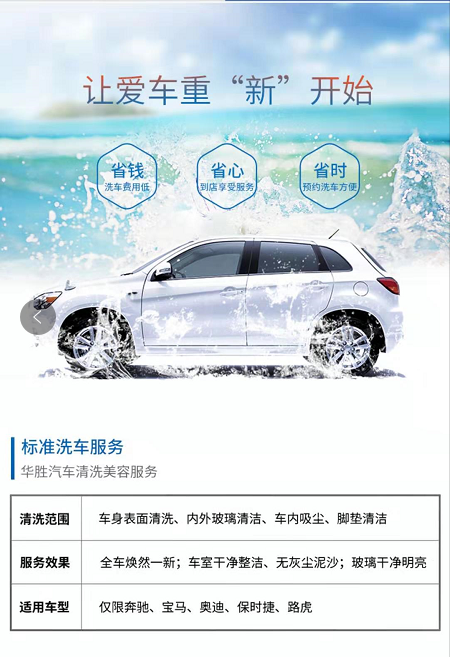 让爱车重“新”开始
省钱
洗车费用低
省心
到店享受服务
省时
预约洗车方便
标准洗车服务
华胜汽车清洗美容服务
清洗范围 车身表面清洗、内外玻璃清洁、车内吸尘、脚垫清洁
服务效果 全车焕然一新；车室干净整洁、无灰尘泥沙；玻璃干净明亮
适用车型 仅限奔驰、宝马、奥迪、保时捷、路虎